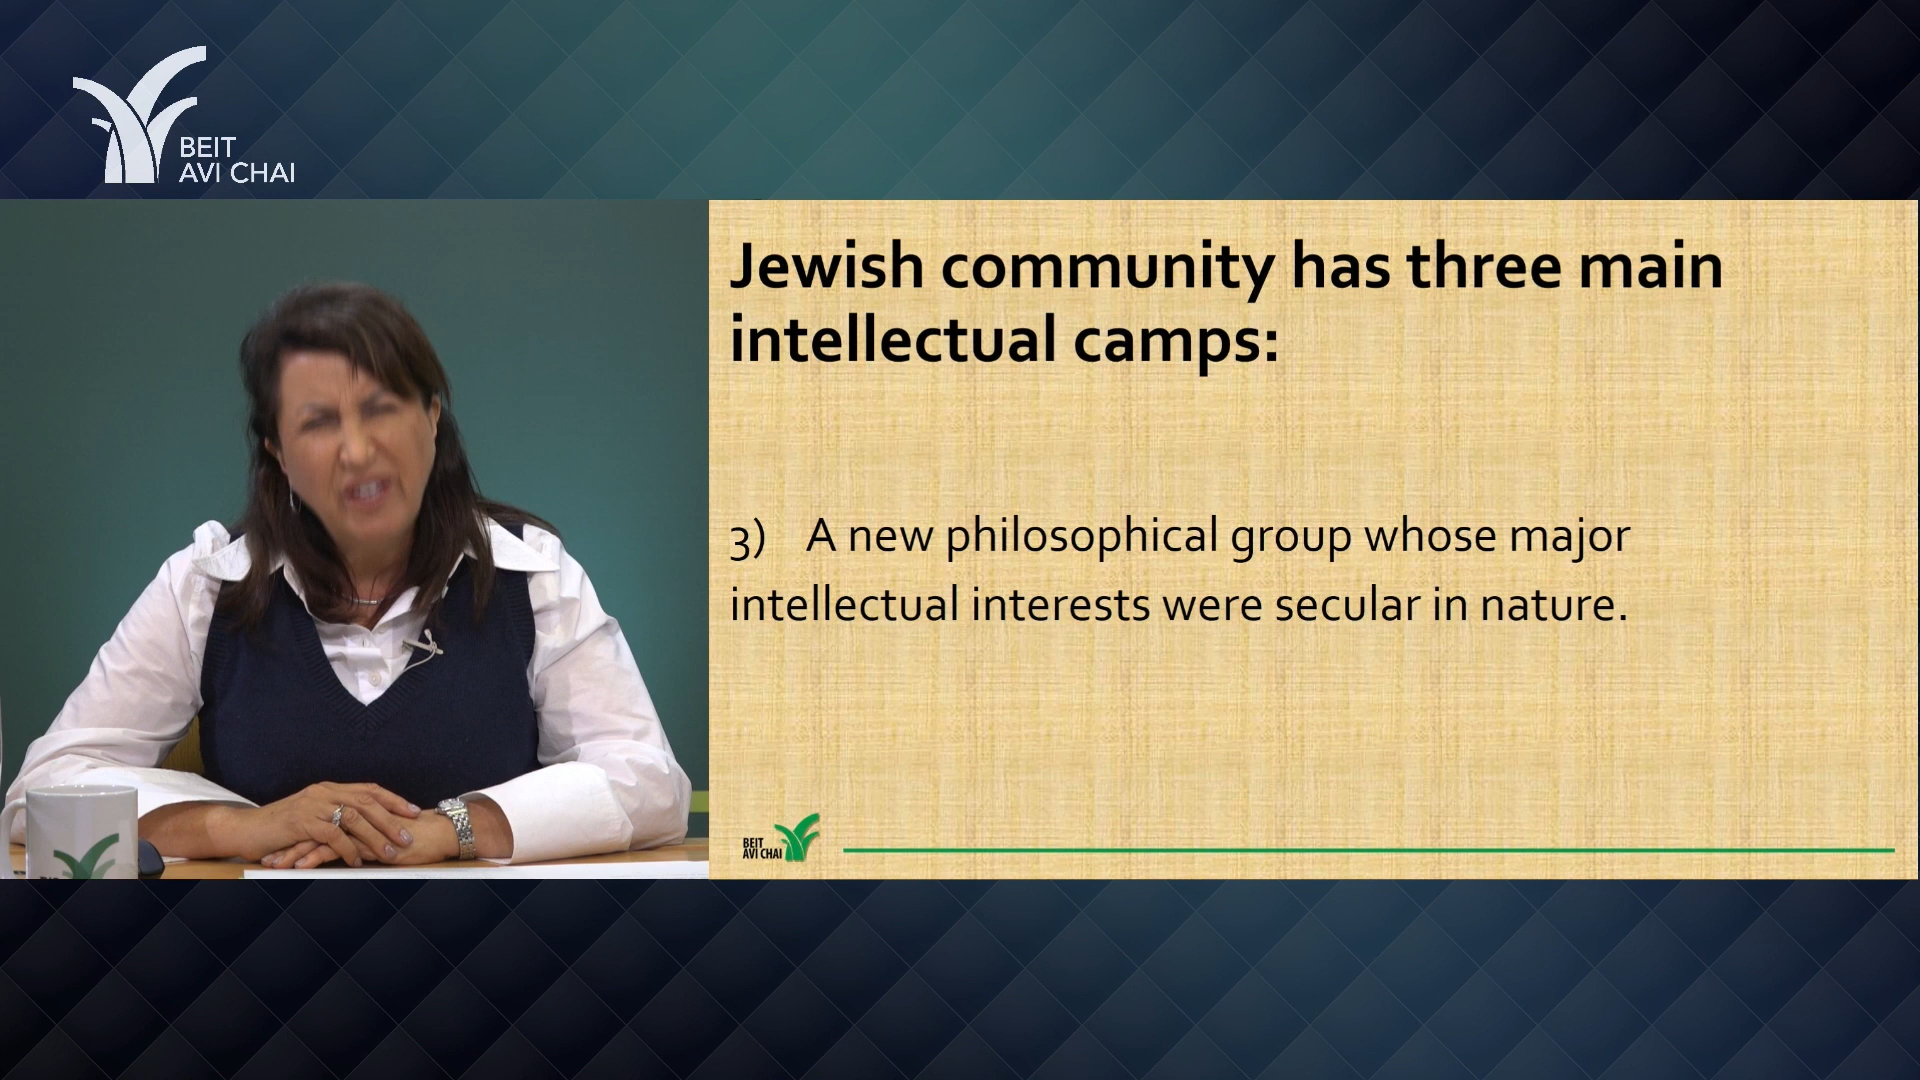 BEIT
AVI CHAI
Jewish community has three main
intellectual camps:
3) A new philosophical group whose major
intellectual interests were secular in nature.
BEIT
AVI CHAI